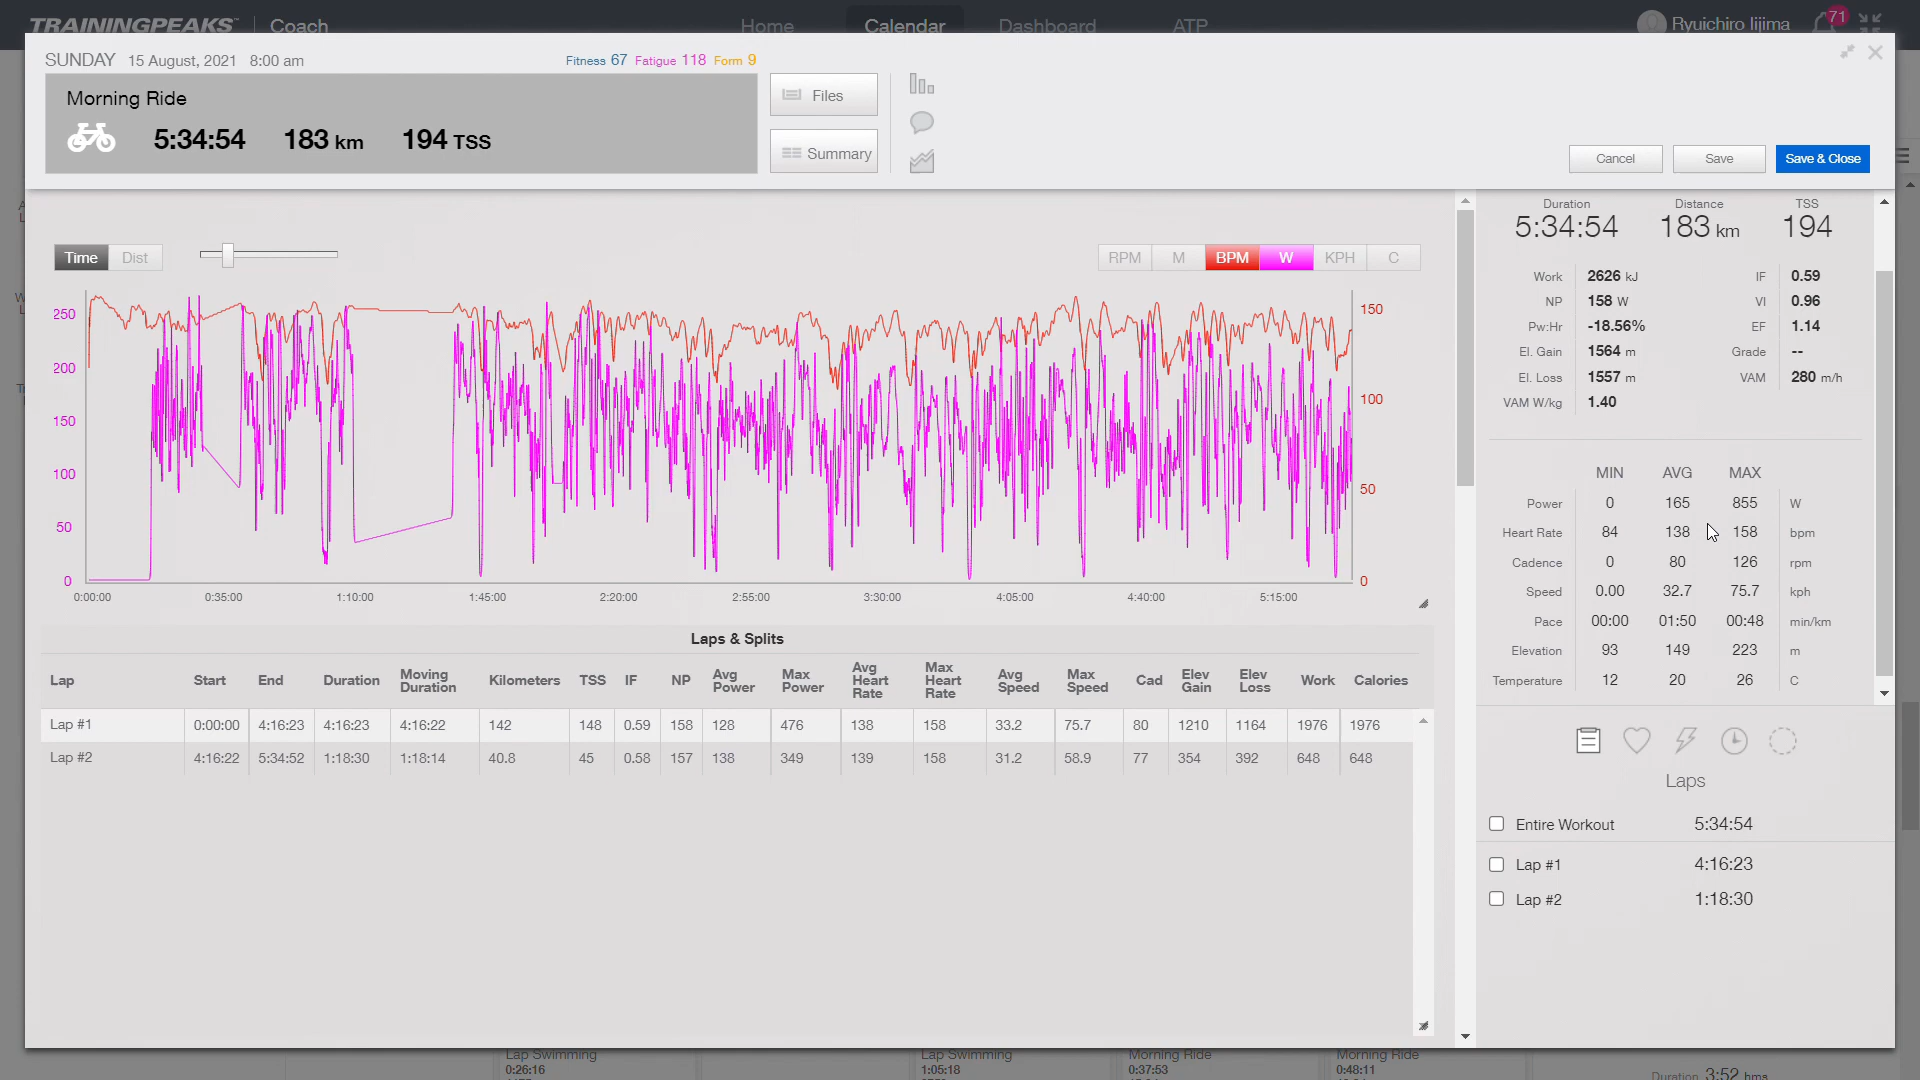 TRAININGPEAKS Coach
Home Calendar Dashboard ATP
Ryuichiro Iijima 71
SUNDAY 15 August, 2021 8:00 am
Fitness 67 Fatigue 118 Form 9
Morning Ride
5:34:54 183 km 194 TSS
Files
Summary
Cancel Save Save & Close
Time Dist
RPM M BPM W KPH C
250
200
150
100
50
0
150
100
50
0
0:00:00 0:35:00 1:10:00 1:45:00 2:20:00 2:55:00 3:30:00 4:05:00 4:40:00 5:15:00
Laps & Splits
Lap Start End Duration Moving Duration Kilometers TSS IF NP Avg Power Max Power Avg Heart Rate Max Heart Rate Avg Speed Max Speed Cad Elev Gain Elev Loss Work Calories
Lap #1 0:00:00 4:16:23 4:16:23 4:16:22 142 148 0.59 158 128 476 138 158 33.2 75.7 80 1210 1164 1976 1976
Lap #2 4:16:22 5:34:52 1:18:30 1:18:14 40.8 45 0.58 157 138 349 139 158 31.2 58.9 77 354 392 648 648
Duration Distance TSS
5:34:54 183 km 194
Work 2626 kJ IF 0.59
NP 158 W VI 0.96
Pw:Hr -18.56% EF 1.14
El. Gain 1564 m Grade --
El. Loss 1557 m VAM 280 m/h
VAM W/kg 1.40
MIN AVG MAX
Power 0 165 855 W
Heart Rate 84 138 158 bpm
Cadence 0 80 126 rpm
Speed 0.00 32.7 75.7 kph
Pace 00:00 01:50 00:48 min/km
Elevation 93 149 223 m
Temperature 12 20 26 C
Laps
Entire Workout 5:34:54
Lap #1 4:16:23
Lap #2 1:18:30
Lap Swimming
0:26:16
Lap Swimming
1:05:18
Morning Ride
0:37:53
Morning Ride
0:48:11
Duration 3:52 hms